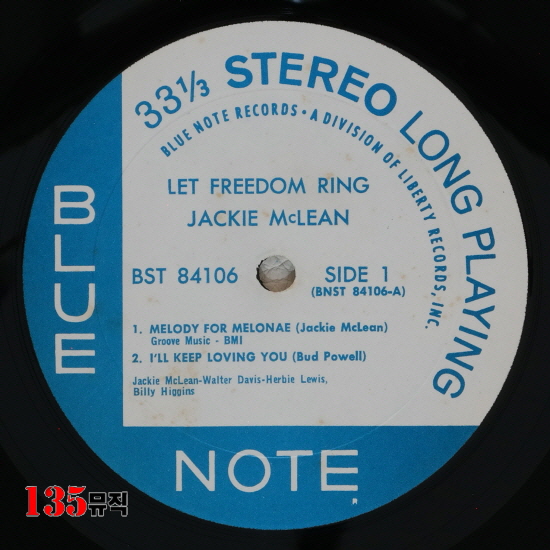 33⅓ STEREO LONG PLAYING
BLUE NOTE RECORDS • A DIVISION OF LIBERTY RECORDS, INC.
LET FREEDOM RING
JACKIE McLEAN
BST 84106
SIDE 1
(BNST 84106-A)
1. MELODY FOR MELONAE (Jackie McLean)
Groove Music - BMI
2. I'LL KEEP LOVING YOU (Bud Powell)
Jackie McLean-Walter Davis-Herbie Lewis,
Billy Higgins
BLUE
NOTE
R
135뮤직